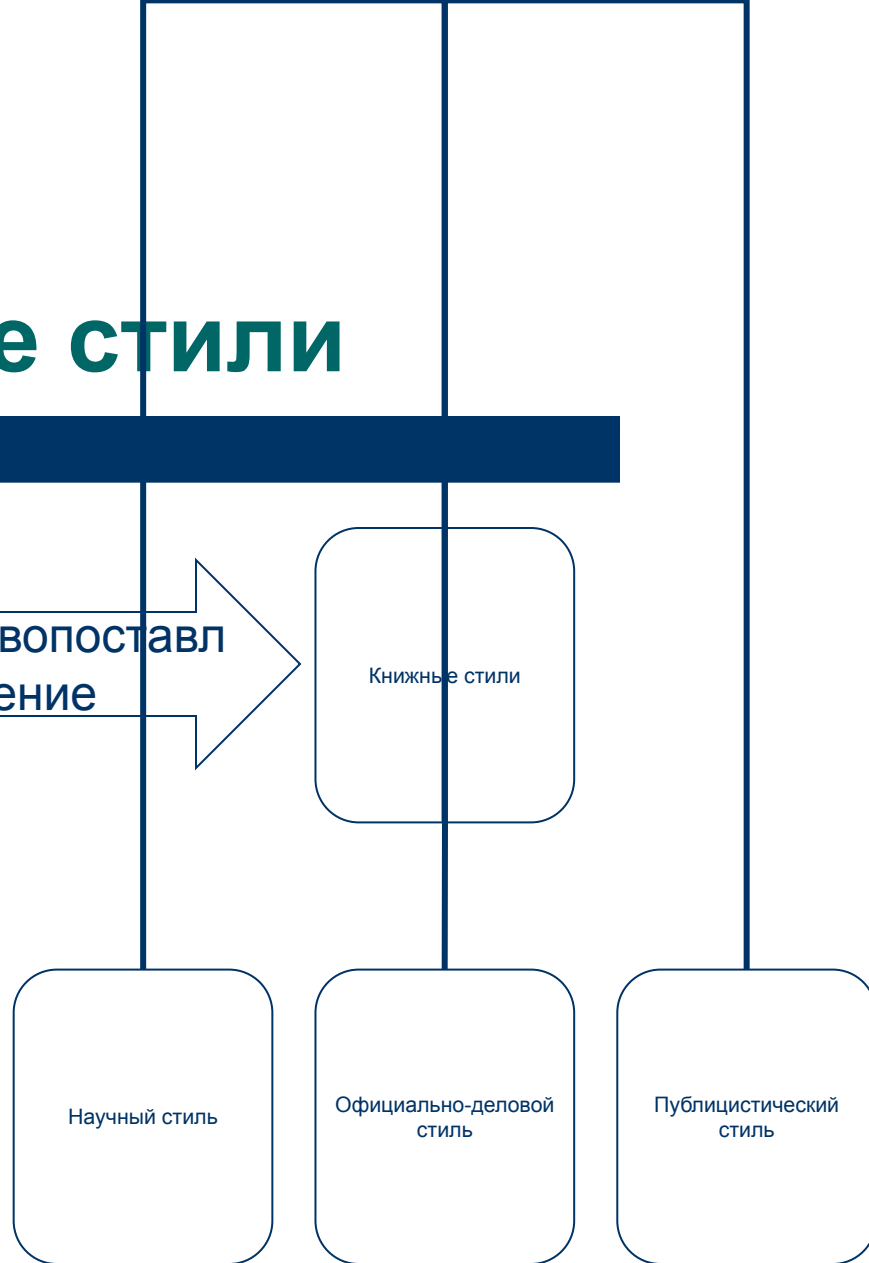 е стили
вопоставл
ение
Книжные стили
Научный стиль
Официально-деловой
стиль
Публицистический
стиль